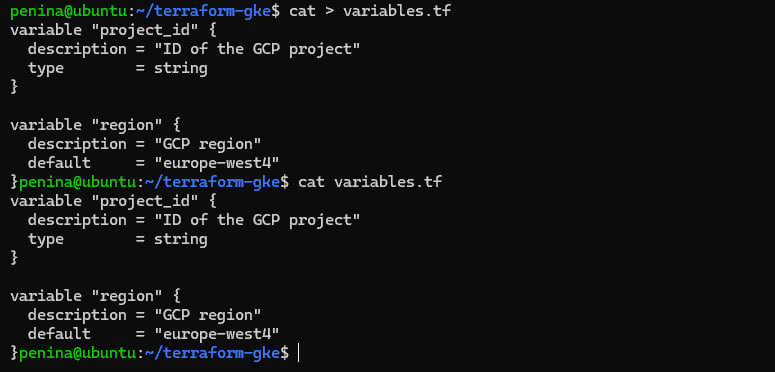 penina@ubuntu:~/terraform-gke$ cat > variables.tf
variable "project_id" {
  description = "ID of the GCP project"
  type        = string
}

variable "region" {
  description = "GCP region"
  default     = "europe-west4"
}penina@ubuntu:~/terraform-gke$ cat variables.tf
variable "project_id" {
  description = "ID of the GCP project"
  type        = string
}

variable "region" {
  description = "GCP region"
  default     = "europe-west4"
}penina@ubuntu:~/terraform-gke$